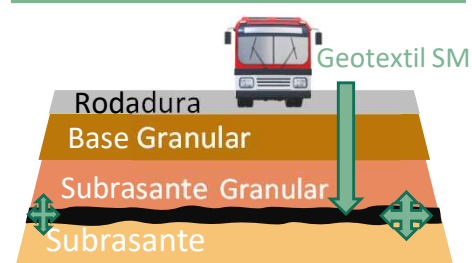 Geotextil SM
Rodadura
Base Granular
Subrasante Granular
Subrasante